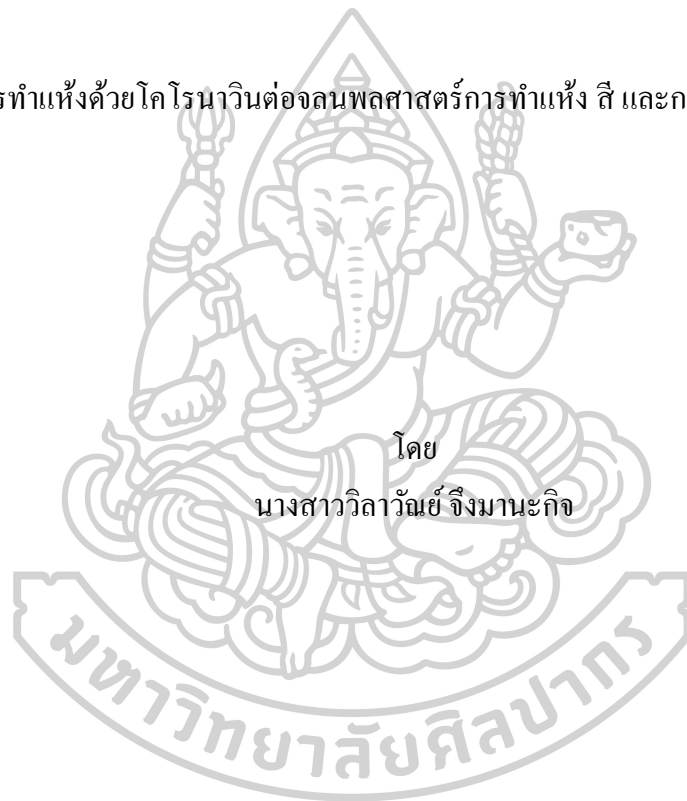 รทำแห้งด้วยโคโรนาวินต่อจลนพลศาสตร์การทำแห้ง สี และก
โดย
นางสาววิลาวัณย์ จึงมานะกิจ
มหาวิทยาลัยศิลปากร